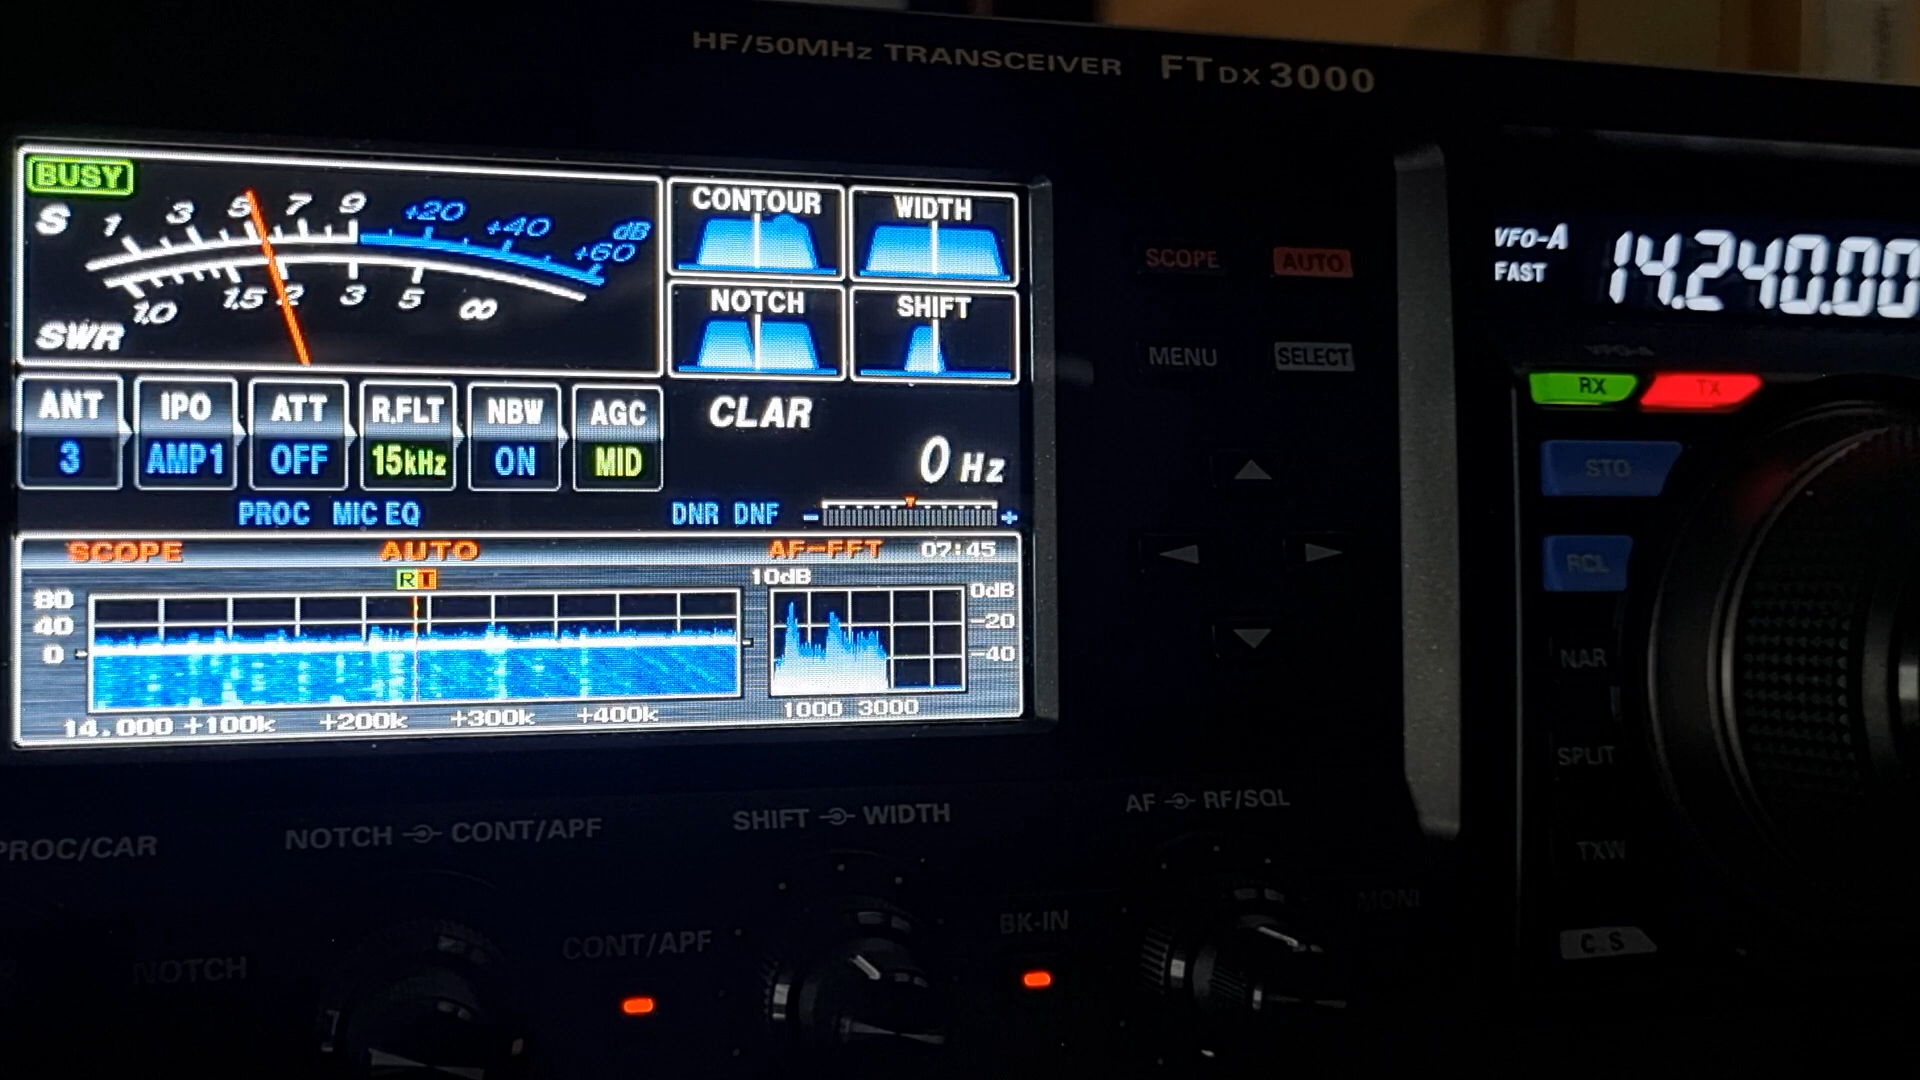 HF/50MHz TRANSCEIVER FT DX 3000
BUSY
S 1 3 5 7 9 +20 +40 +60 dB
1.0 1.5 2 3 5 ∞
SWR
CONTOUR
WIDTH
NOTCH
SHIFT
ANT IPO ATT R.FLT NBW AGC
3 AMP1 OFF 15kHz ON MID
CLAR
0 Hz
PROC MIC EQ DNR DNF - +
SCOPE AUTO AF-FFT 07:45
R T
10dB
80
40
0
0dB
-20
-40
14.000 +100k +200k +300k +400k
1000 3000
SCOPE AUTO
MENU SELECT
VFO-A
FAST
14.240.00
RX TX
STO
RCL
NAR
SPLIT
TXW
C.S
PROC/CAR
NOTCH CONT/APF
SHIFT WIDTH
AF RF/SQL
NOTCH
CONT/APF
BK-IN
MONI